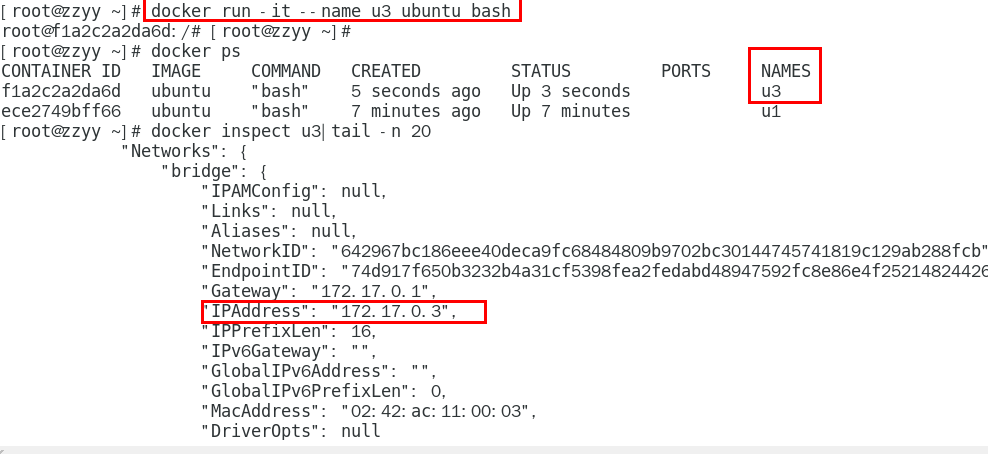 [root@zzyy ~]# docker run -it --name u3 ubuntu bash
root@f1a2c2a2da6d:/# [root@zzyy ~]#
[root@zzyy ~]# docker ps
CONTAINER ID   IMAGE     COMMAND   CREATED         STATUS         PORTS     NAMES
f1a2c2a2da6d   ubuntu    "bash"    5 seconds ago   Up 3 seconds             u3
ece2749bff66   ubuntu    "bash"    7 minutes ago   Up 7 minutes             u1
[root@zzyy ~]# docker inspect u3|tail -n 20
            "Networks": {
                "bridge": {
                    "IPAMConfig": null,
                    "Links": null,
                    "Aliases": null,
                    "NetworkID": "642967bc186eee40deca9fc68484809b9702bc30144745741819c129ab288fcb"
                    "EndpointID": "74d917f650b3232b4a31cf5398fea2fedabd48947592fc8e86e4f25214824426
                    "Gateway": "172.17.0.1",
                    "IPAddress": "172.17.0.3",
                    "IPPrefixLen": 16,
                    "IPv6Gateway": "",
                    "GlobalIPv6Address": "",
                    "GlobalIPv6PrefixLen": 0,
                    "MacAddress": "02:42:ac:11:00:03",
                    "DriverOpts": null